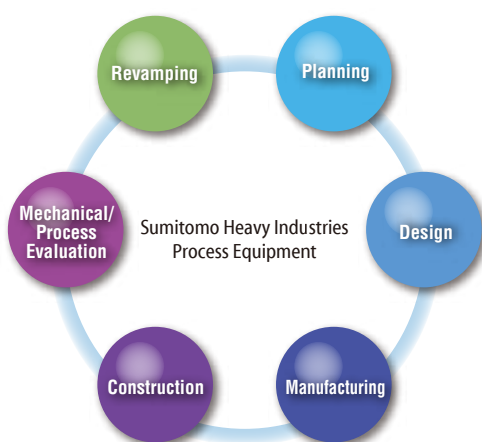 Revamping
Planning
Mechanical/
Process
Evaluation
Sumitomo Heavy Industries
Process Equipment
Design
Construction
Manufacturing